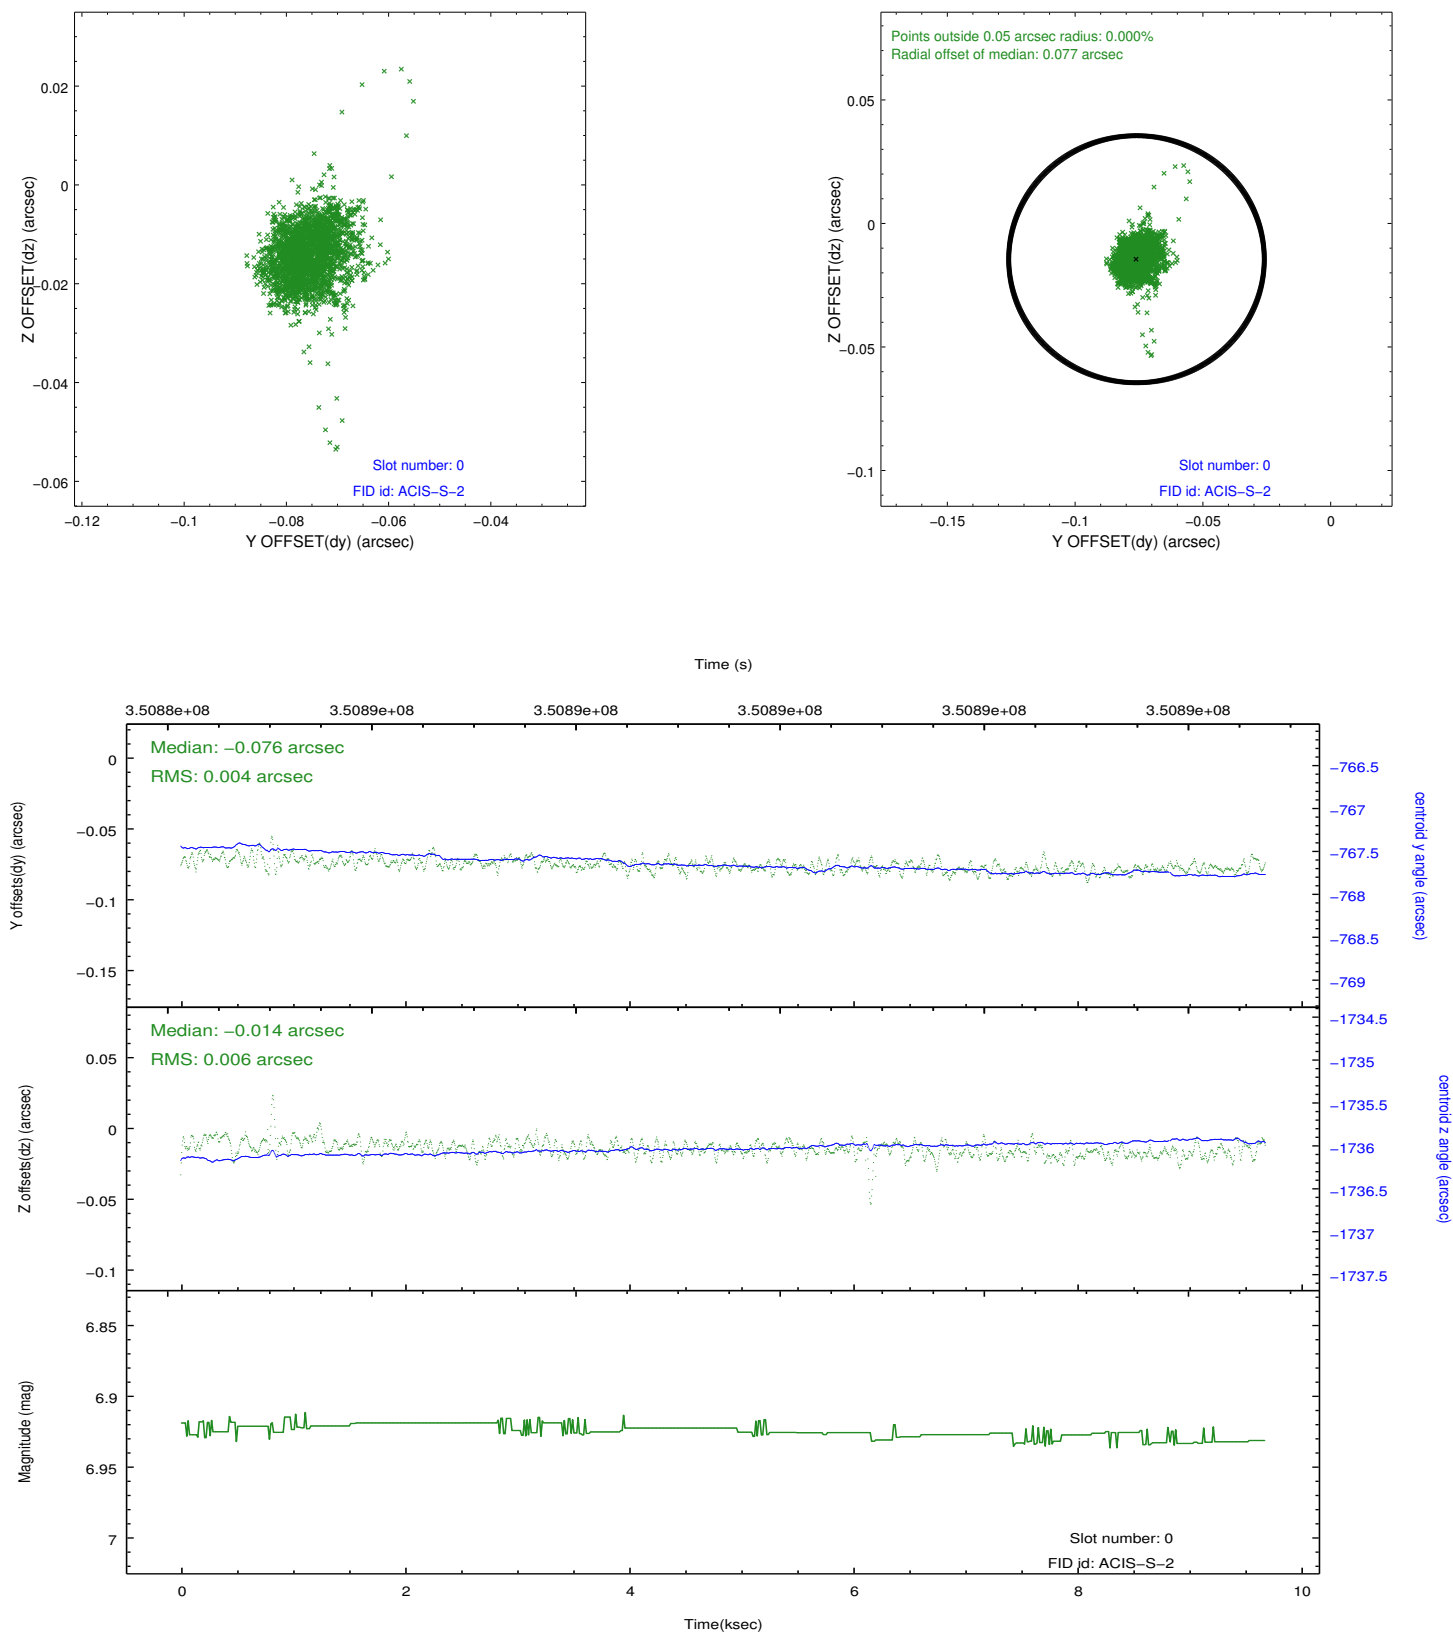 0.02
0
−0.02
−0.04
−0.06
Z OFFSET(dz) (arcsec)
Slot number: 0
FID id: ACIS−S−2
−0.12
−0.1
−0.08
−0.06
−0.04
Y OFFSET(dy) (arcsec)
Points outside 0.05 arcsec radius: 0.000%
Radial offset of median: 0.077 arcsec
0.05
0
−0.05
−0.1
Z OFFSET(dz) (arcsec)
Slot number: 0
FID id: ACIS−S−2
−0.15
−0.1
−0.05
0
Y OFFSET(dy) (arcsec)
Time (s)
3.5088e+08
3.5089e+08
3.5089e+08
3.5089e+08
3.5089e+08
3.5089e+08
Median: −0.076 arcsec
RMS: 0.004 arcsec
0
−0.05
−0.1
−0.15
Y offsets(dy) (arcsec)
−766.5
−767
−767.5
−768
−768.5
−769
centroid y angle (arcsec)
Median: −0.014 arcsec
RMS: 0.006 arcsec
0.05
0
−0.05
−0.1
Z offsets(dz) (arcsec)
−1734.5
−1735
−1735.5
−1736
−1736.5
−1737
−1737.5
centroid z angle (arcsec)
6.85
6.9
6.95
7
Magnitude (mag)
Slot number: 0
FID id: ACIS−S−2
0
2
4
6
8
10
Time(ksec)